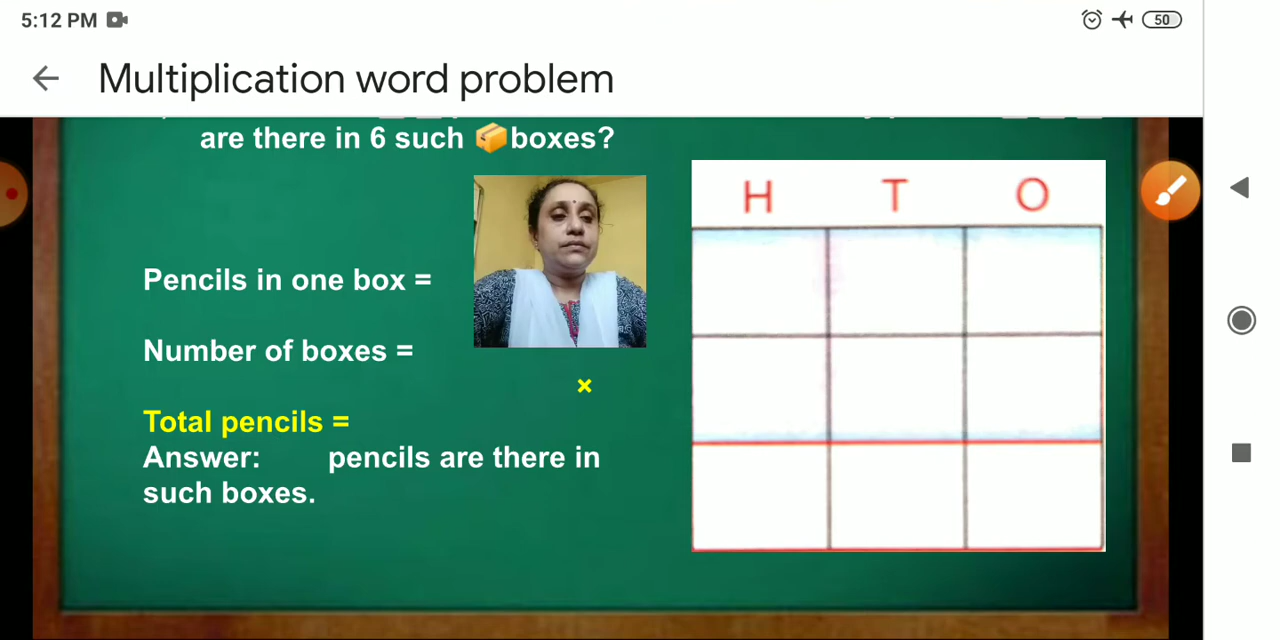 5:12 PM
50
Multiplication word problem
are there in 6 such 📦boxes?
H T O
Pencils in one box =
Number of boxes =
×
Total pencils =
Answer: pencils are there in
such boxes.